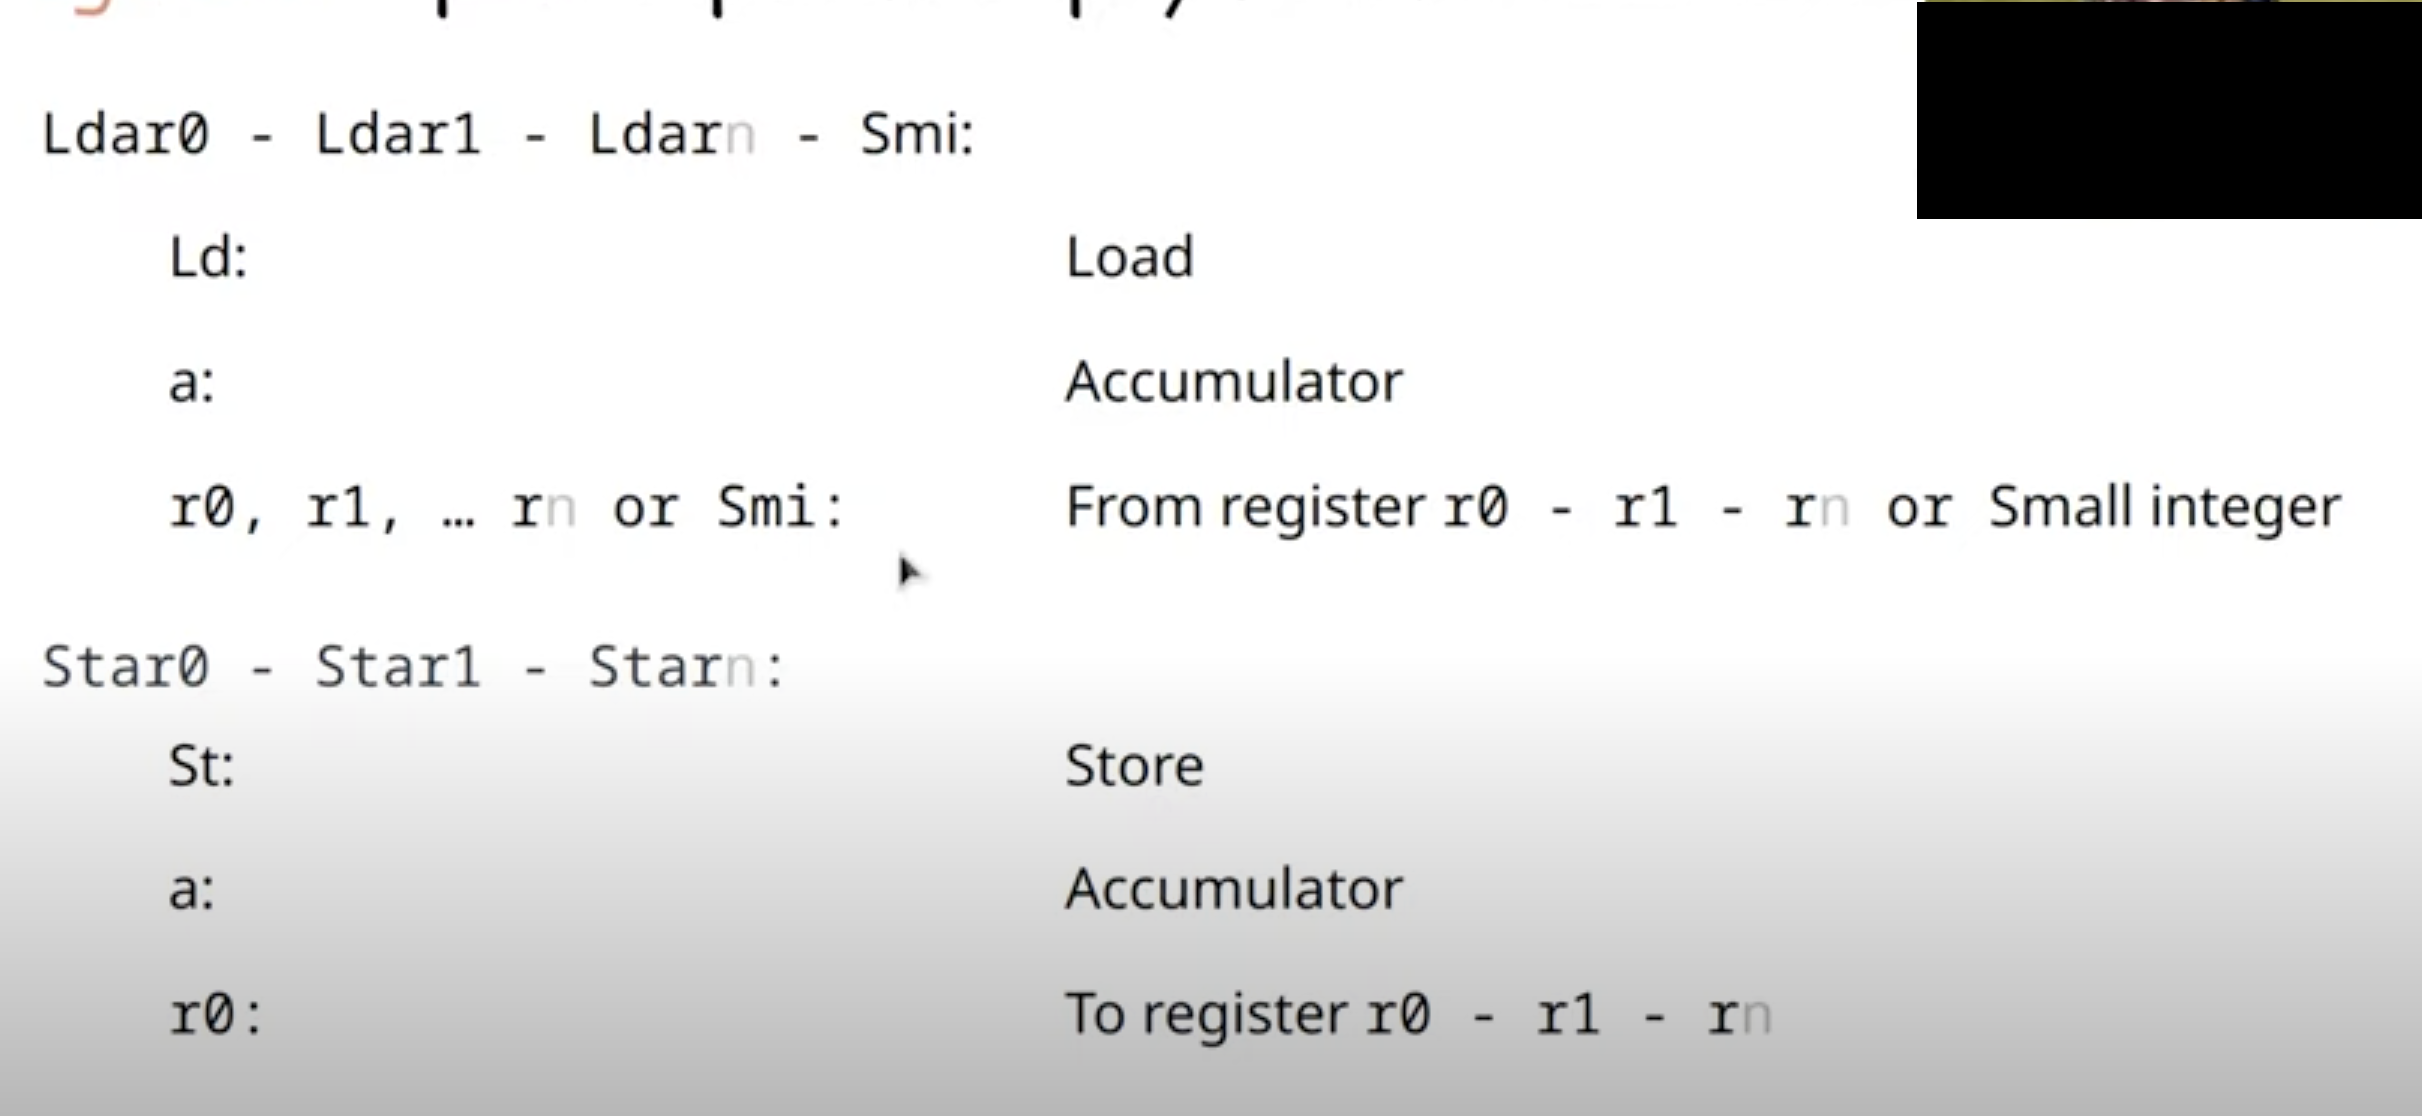 Ldar0 - Ldar1 - Ldarn - Smi:
Ld: Load
a: Accumulator
r0, r1, … rn or Smi: From register r0 - r1 - rn or Small integer
Star0 - Star1 - Starn:
St: Store
a: Accumulator
r0: To register r0 - r1 - rn